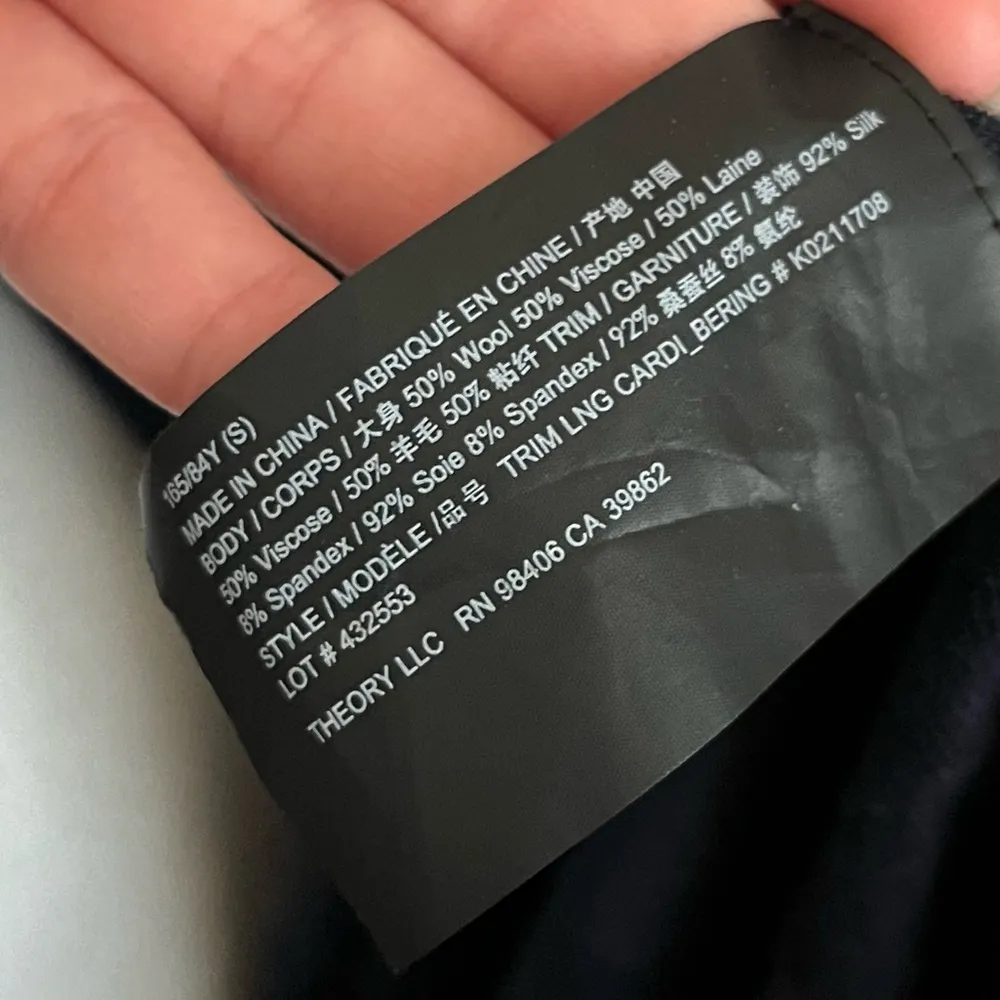 165/84Y (S)
MADE IN CHINA / FABRIQUÉ EN CHINE / 产地 中国
BODY / CORPS / 大身 50% Wool 50% Viscose / 50% Laine
50% Viscose / 50% 羊毛 50% 粘纤 TRIM / GARNITURE / 装饰 92% Silk
8% Spandex / 92% Soie 8% Spandex / 92% 桑蚕丝 8% 氨纶
STYLE / MODÈLE /品号 TRIM LNG CARDI_BERING # K0211708
LOT # 432553
THEORY LLC RN 98406 CA 39862